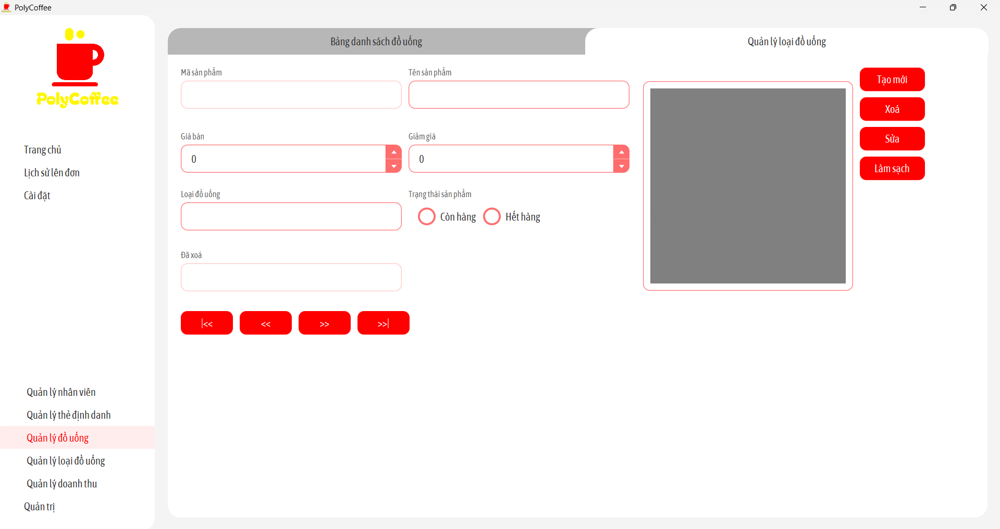 PolyCoffee
PolyCoffee
Trang chủ
Lịch sử lên đơn
Cài đặt
Quản lý nhân viên
Quản lý thẻ định danh
Quản lý đồ uống
Quản lý loại đồ uống
Quản lý doanh thu
Quản trị
Bảng danh sách đồ uống
Quản lý loại đồ uống
Mã sản phẩm
Tên sản phẩm
Giá bán
Giảm giá
0
0
Loại đồ uống
Trạng thái sản phẩm
Còn hàng
Hết hàng
Đã xoá
|<<
<<
>>
>>|
Tạo mới
Xoá
Sửa
Làm sạch